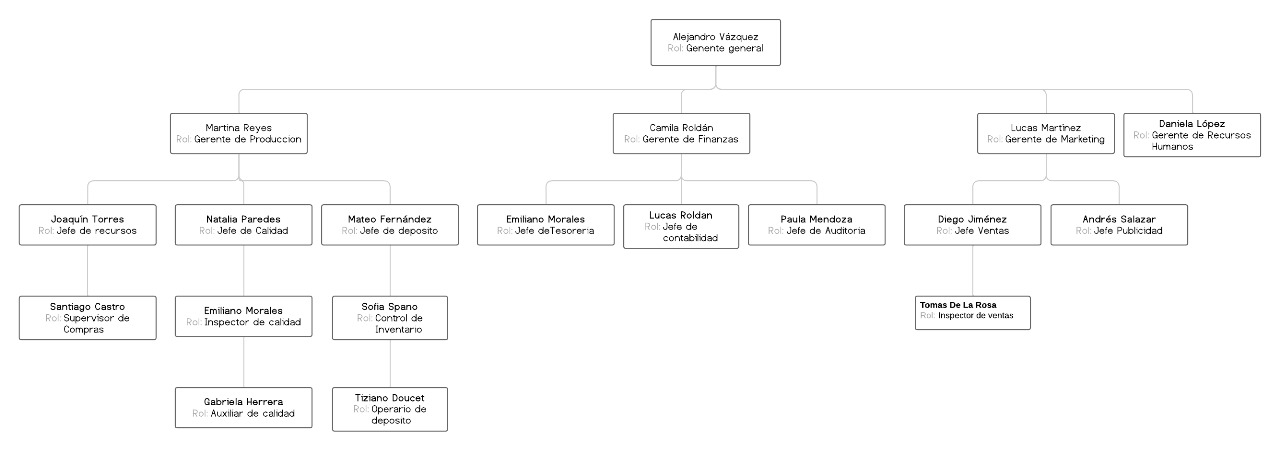 Alejandro Vázquez
Rol: Genente general
Martina Reyes
Rol: Gerente de Produccion
Camila Roldán
Rol: Gerente de Finanzas
Lucas Martínez
Rol: Gerente de Marketing
Daniela López
Rol: Gerente de Recursos
Humanos
Joaquín Torres
Rol: Jefe de recursos
Natalia Paredes
Rol: Jefe de Calidad
Mateo Fernández
Rol: Jefe de deposito
Emiliano Morales
Rol: Jefe deTesoreria
Lucas Roldan
Rol: Jefe de
contabilidad
Paula Mendoza
Rol: Jefe de Auditoria
Diego Jiménez
Rol: Jefe Ventas
Andrés Salazar
Rol: Jefe Publicidad
Santiago Castro
Rol: Supervisor de
Compras
Emiliano Morales
Rol: Inspector de calidad
Sofia Spano
Rol: Control de
Inventario
Tomas De La Rosa
Rol: Inspector de ventas
Gabriela Herrera
Rol: Auxiliar de calidad
Tiziano Doucet
Rol: Operario de
deposito